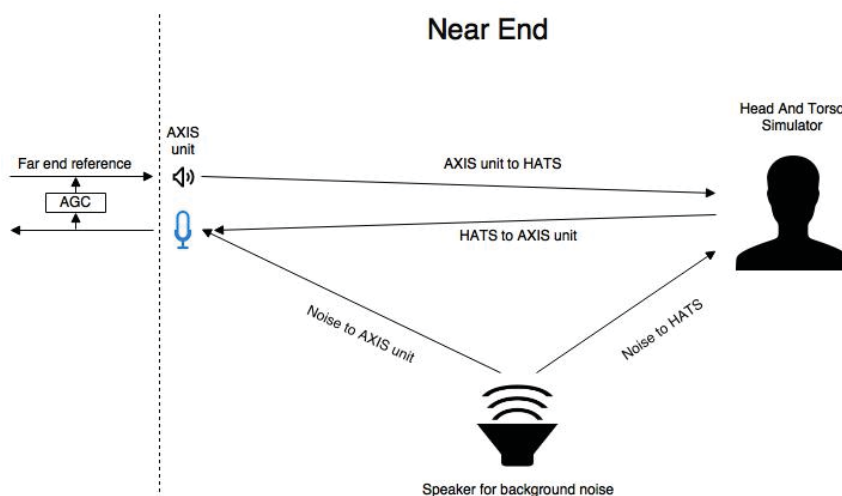 Near End
Head And Torso
Simulator
AXIS
unit
Far end reference
AXIS unit to HATS
AGC
HATS to AXIS unit
Noise to AXIS unit
Noise to HATS
Speaker for background noise